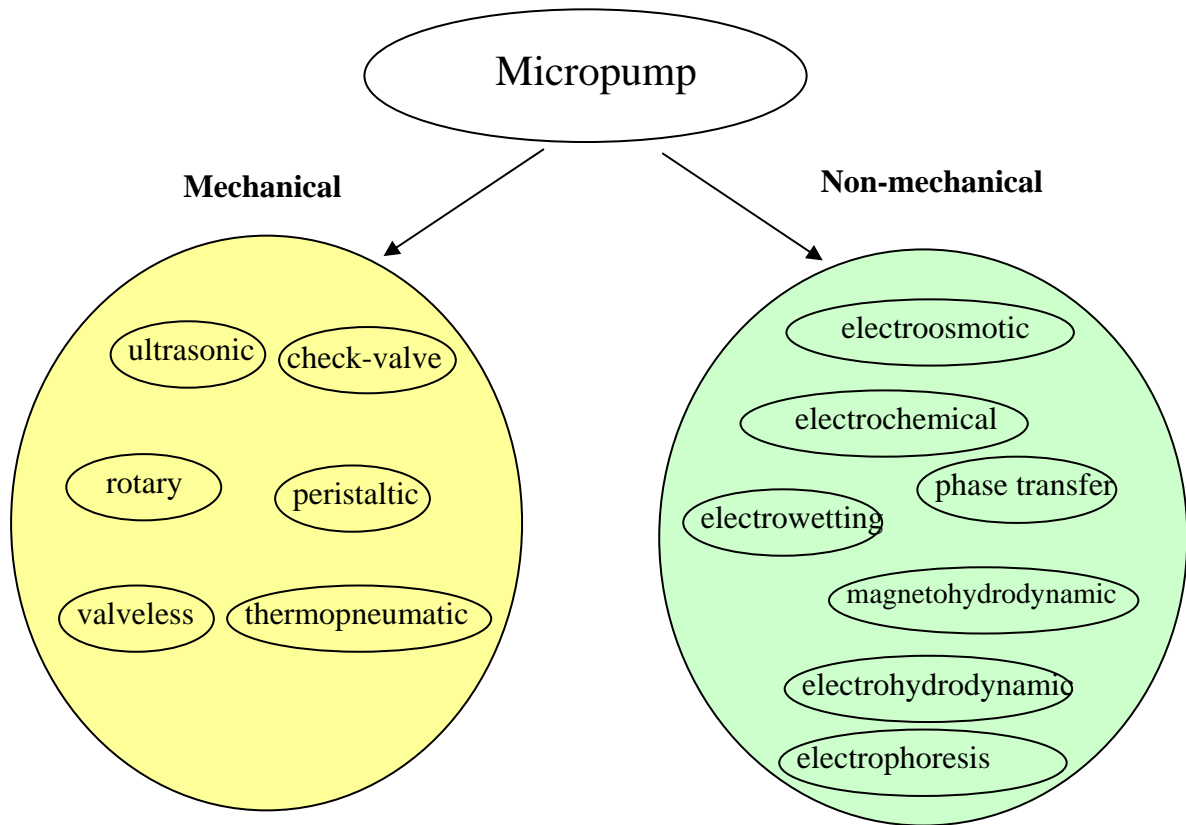 Micropump
Mechanical
Non-mechanical
ultrasonic
check-valve
rotary
peristaltic
valveless
thermopneumatic
electroosmotic
electrochemical
phase transfer
electrowetting
magnetohydrodynamic
electrohydrodynamic
electrophoresis